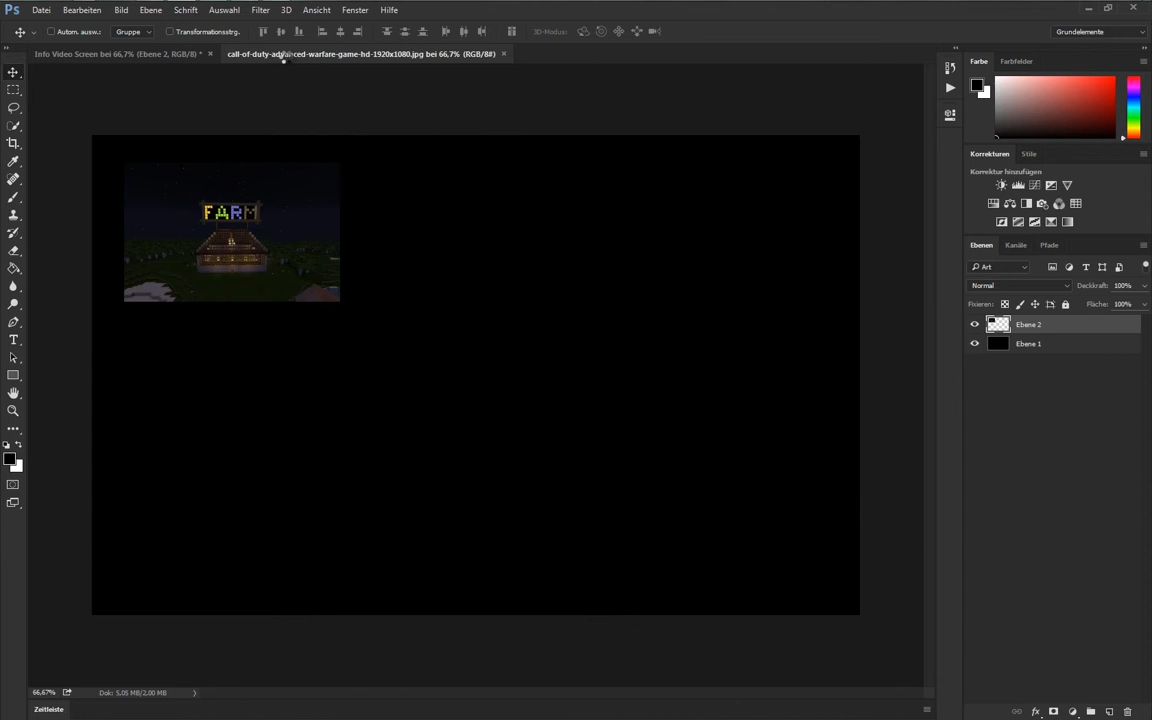 Ps Datei Bearbeiten Bild Ebene Schrift Auswahl Filter 3D Ansicht Fenster Hilfe
Autom. ausw.: Gruppe Transformationsstrg. 3D-Modus: Grundelemente
Info Video Screen bei 66,7% (Ebene 2, RGB/8) * × call-of-duty-advanced-warfare-game-hd-1920x1080.jpg bei 66,7% (RGB/8#) ×
Farbe Farbfelder
FARM
Korrekturen Stile
Korrektur hinzufügen
Ebenen Kanäle Pfade
Art
Normal Deckkraft: 100%
Fixieren: Fläche: 100%
Ebene 2
Ebene 1
66,67% Dok: 5,05 MB/2,00 MB
Zeitleiste